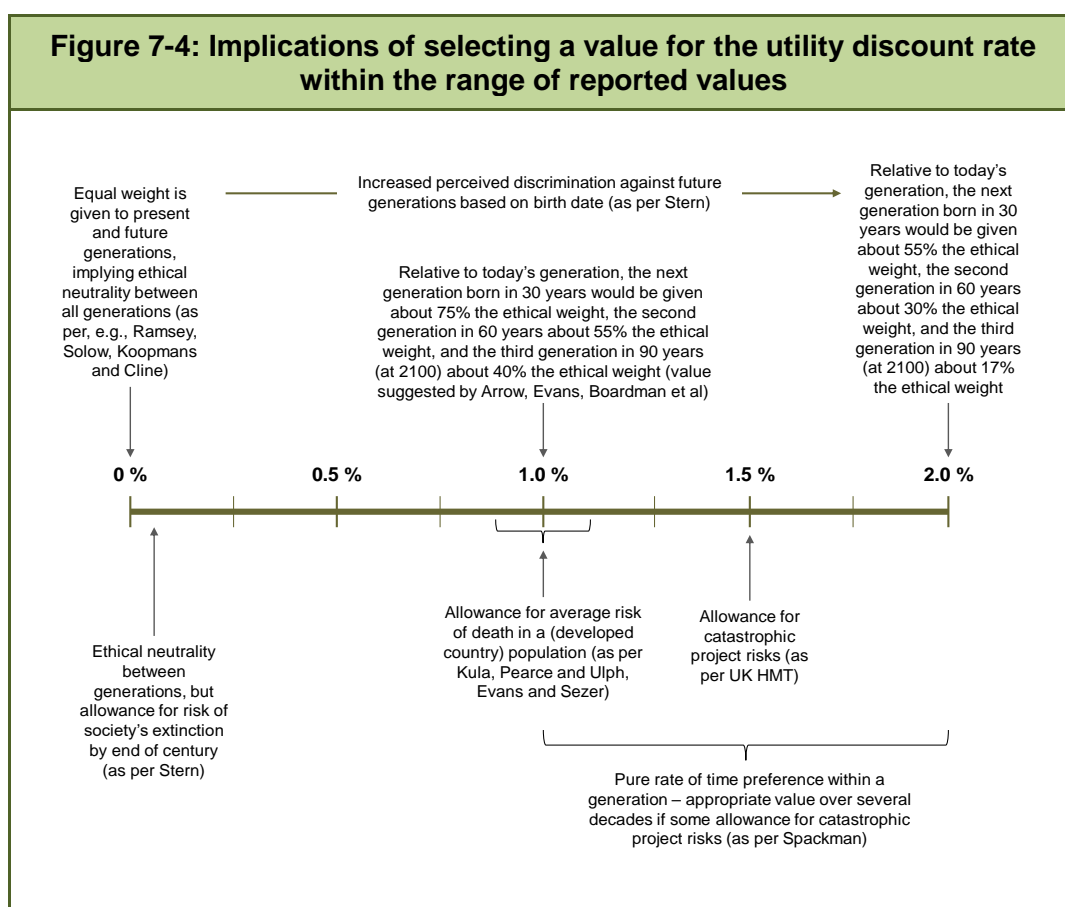 Figure 7-4: Implications of selecting a value for the utility discount rate
within the range of reported values
Equal weight is
given to present
and future
generations,
implying ethical
neutrality between
all generations (as
per, e.g., Ramsey,
Solow, Koopmans
and Cline)
Increased perceived discrimination against future
generations based on birth date (as per Stern)
Relative to today's generation, the next
generation born in 30 years would be given
about 75% the ethical weight, the second
generation in 60 years about 55% the ethical
weight, and the third generation in 90 years
(at 2100) about 40% the ethical weight (value
suggested by Arrow, Evans, Boardman et al)
Relative to today's
generation, the next
generation born in 30
years would be given
about 55% the ethical
weight, the second
generation in 60 years
about 30% the ethical
weight, and the third
generation in 90 years
(at 2100) about 17%
the ethical weight
0 %
0.5 %
1.0 %
1.5 %
2.0 %
Ethical neutrality
between
generations, but
allowance for risk of
society's extinction
by end of century
(as per Stern)
Allowance for average risk
of death in a (developed
country) population (as per
Kula, Pearce and Ulph,
Evans and Sezer)
Allowance for
catastrophic
project risks (as
per UK HMT)
Pure rate of time preference within a
generation – appropriate value over several
decades if some allowance for catastrophic
project risks (as per Spackman)